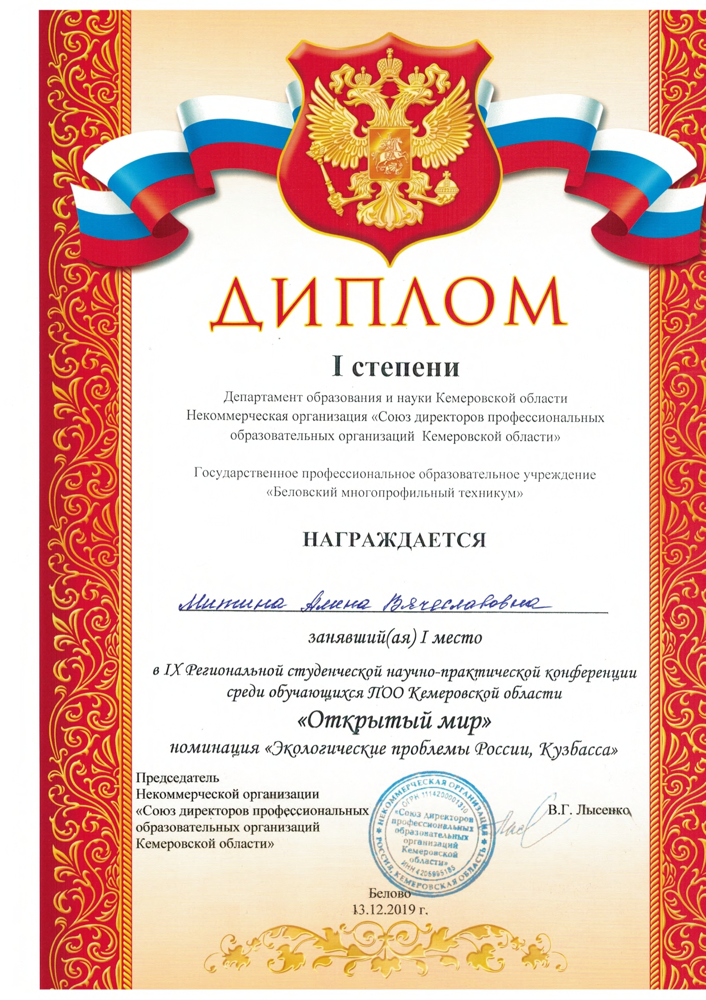 ДИПЛОМ
I степени
Департамент образования и науки Кемеровской области
Некоммерческая организация «Союз директоров профессиональных
образовательных организаций Кемеровской области»
Государственное профессиональное образовательное учреждение
«Беловский многопрофильный техникум»
НАГРАЖДАЕТСЯ
Митина Алина Вячеславовна
занявший(ая) I место
в IX Региональной студенческой научно-практической конференции
среди обучающихся ПОО Кемеровской области
«Открытый мир»
номинация «Экологические проблемы России, Кузбасса»
Председатель
Некоммерческой организации
«Союз директоров профессиональных
образовательных организаций
Кемеровской области»
НЕКОММЕРЧЕСКАЯ ОРГАНИЗАЦИЯ
РОССИЯ, КЕМЕРОВСКАЯ ОБЛАСТЬ
ОГРН 1114200001310
«Союз директоров
профессиональных
образовательных
организаций
Кемеровской
области»
ИНН 4205995185
В.Г. Лысенко
Белово
13.12.2019 г.